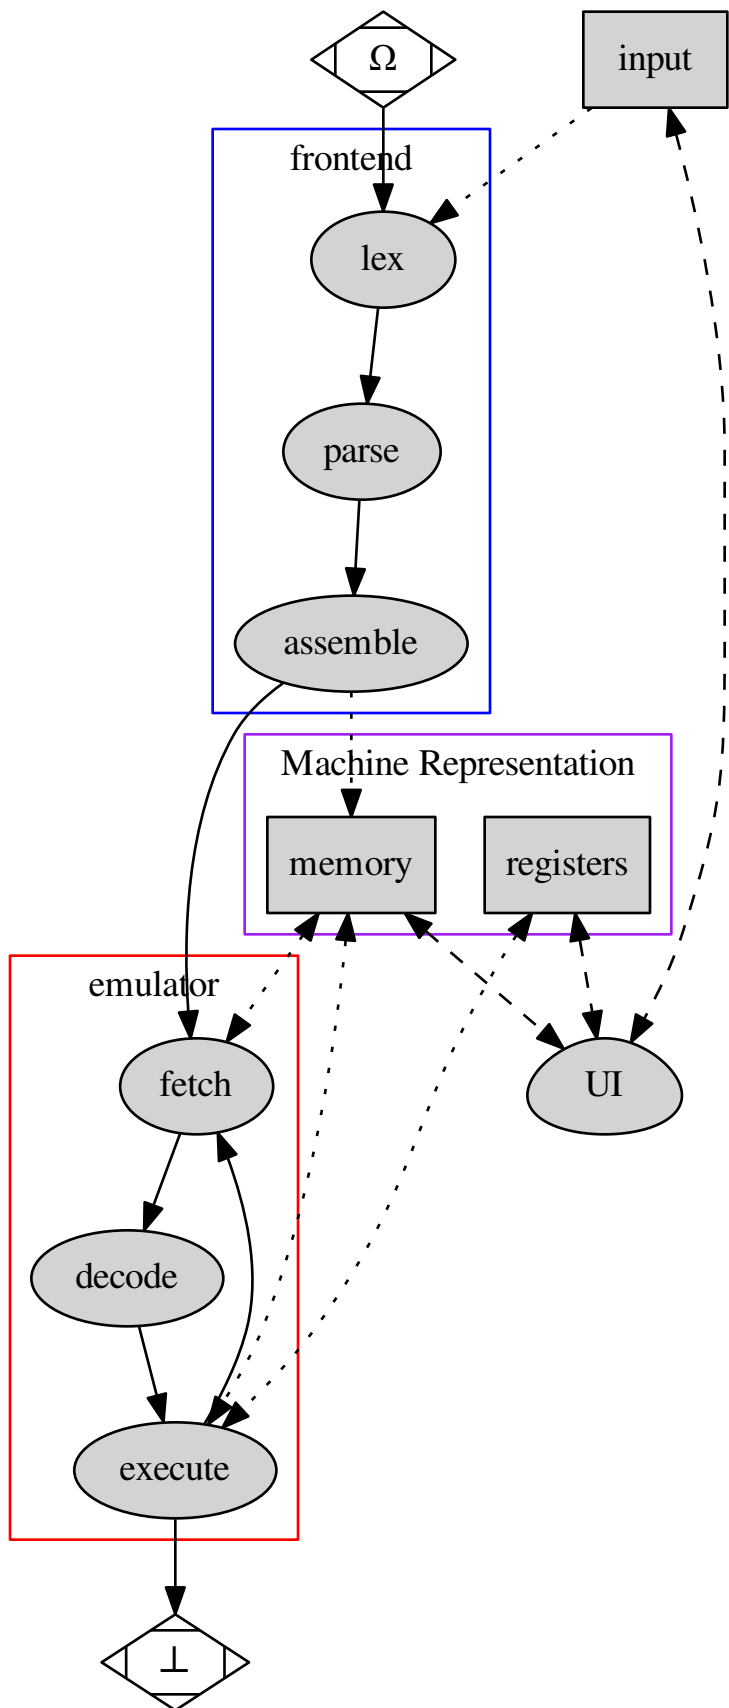 Ω
input
frontend
lex
parse
assemble
Machine Representation
memory
registers
emulator
fetch
UI
decode
execute
⊥